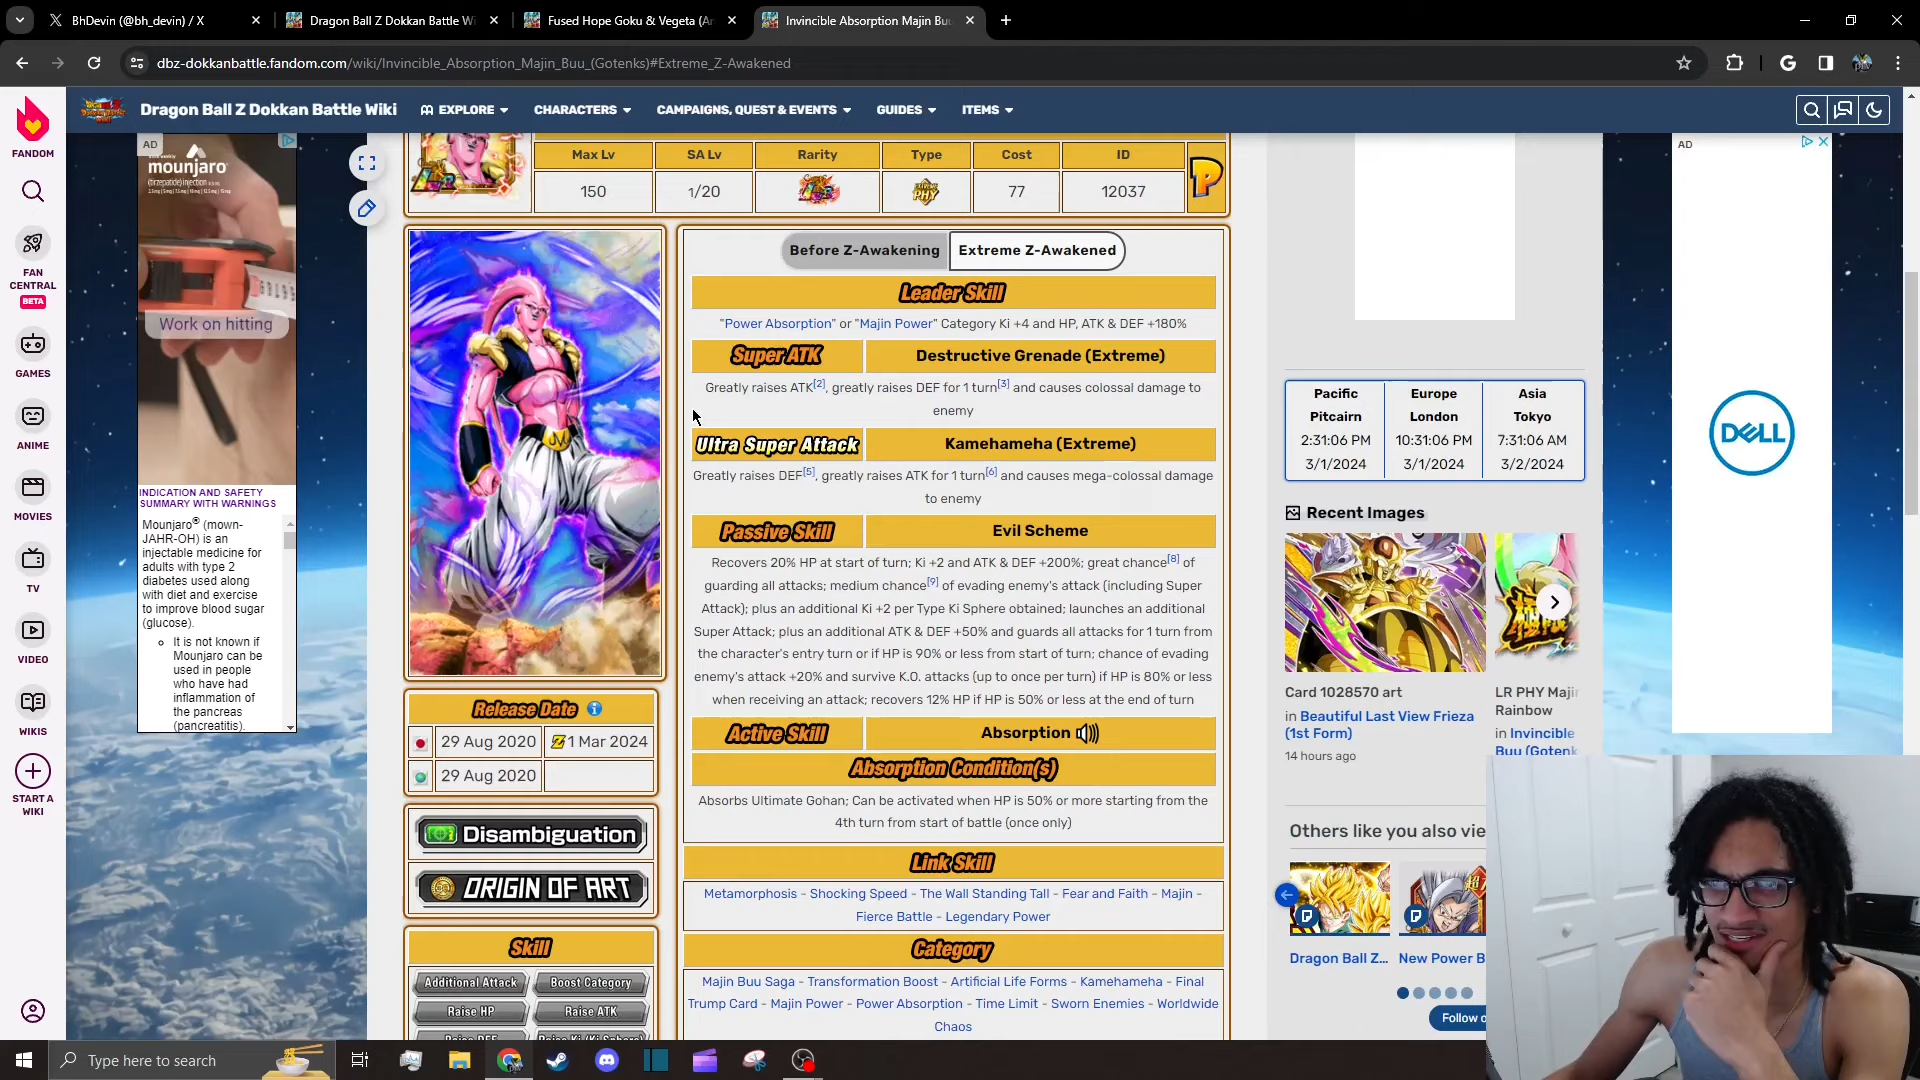 BhDevin (@bh_devin) / X
Dragon Ball Z Dokkan Battle Wi
Fused Hope Goku & Vegeta (A
Invincible Absorption Majin Buu
dbz-dokkanbattle.fandom.com/wiki/Invincible_Absorption_Majin_Buu_(Gotenks)#Extreme_Z-Awakened
Dragon Ball Z Dokkan Battle Wiki
EXPLORE
CHARACTERS
CAMPAIGNS, QUEST & EVENTS
GUIDES
ITEMS
FANDOM
FAN CENTRAL
BETA
GAMES
ANIME
MOVIES
TV
VIDEO
WIKIS
START A WIKI
AD
mounjaro
Work on hitting
INDICATION AND SAFETY
SUMMARY WITH WARNINGS
Mounjaro® (mown-
JAHR-OH) is an
injectable medicine for
adults with type 2
diabetes used along
with diet and exercise
to improve blood sugar
(glucose).
It is not known if
Mounjaro can be
used in people
who have had
inflammation of
the pancreas
(pancreatitis).
Max Lv
SA Lv
Rarity
Type
Cost
ID
150
1/20
77
12037
LR
EXTREME PHY
Before Z-Awakening
Extreme Z-Awakened
Leader Skill
"Power Absorption" or "Majin Power" Category Ki +4 and HP, ATK & DEF +180%
Super ATK
Destructive Grenade (Extreme)
Greatly raises ATK[2], greatly raises DEF for 1 turn[3] and causes colossal damage to
enemy
Ultra Super Attack
Kamehameha (Extreme)
Greatly raises DEF[5], greatly raises ATK for 1 turn[6] and causes mega-colossal damage
to enemy
Passive Skill
Evil Scheme
Recovers 20% HP at start of turn; Ki +2 and ATK & DEF +200%; great chance[8] of
guarding all attacks; medium chance[9] of evading enemy's attack (including Super
Attack); plus an additional Ki +2 per Type Ki Sphere obtained; launches an additional
Super Attack; plus an additional ATK & DEF +50% and guards all attacks for 1 turn from
the character's entry turn or if HP is 90% or less from start of turn; chance of evading
enemy's attack +20% and survive K.O. attacks (up to once per turn) if HP is 80% or less
when receiving an attack; recovers 12% HP if HP is 50% or less at the end of turn
Active Skill
Absorption
Absorption Condition(s)
Absorbs Ultimate Gohan; Can be activated when HP is 50% or more starting from the
4th turn from start of battle (once only)
Link Skill
Metamorphosis - Shocking Speed - The Wall Standing Tall - Fear and Faith - Majin -
Fierce Battle - Legendary Power
Category
Majin Buu Saga - Transformation Boost - Artificial Life Forms - Kamehameha - Final
Trump Card - Majin Power - Power Absorption - Time Limit - Sworn Enemies - Worldwide
Chaos
Release Date
29 Aug 2020
1 Mar 2024
29 Aug 2020
Disambiguation
ORIGIN OF ART
Skill
Additional Attack
Boost Category
Raise HP
Raise ATK
Raise DEF
Raise Ki (Ki Sphere)
Pacific
Pitcairn
2:31:06 PM
3/1/2024
Europe
London
10:31:06 PM
3/1/2024
Asia
Tokyo
7:31:06 AM
3/2/2024
Recent Images
Card 1028570 art
in Beautiful Last View Frieza
(1st Form)
14 hours ago
LR PHY Majin
Rainbow
in Invincible
Buu (Gotenk
Others like you also vie
Dragon Ball Z...
New Power B
Follow o
AD
DELL
Type here to search